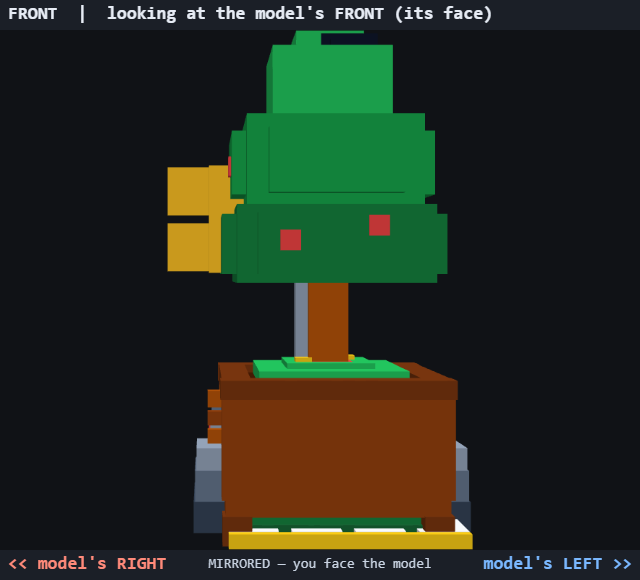 FRONT | looking at the model's FRONT (its face)
<< model's RIGHT MIRRORED — you face the model model's LEFT >>